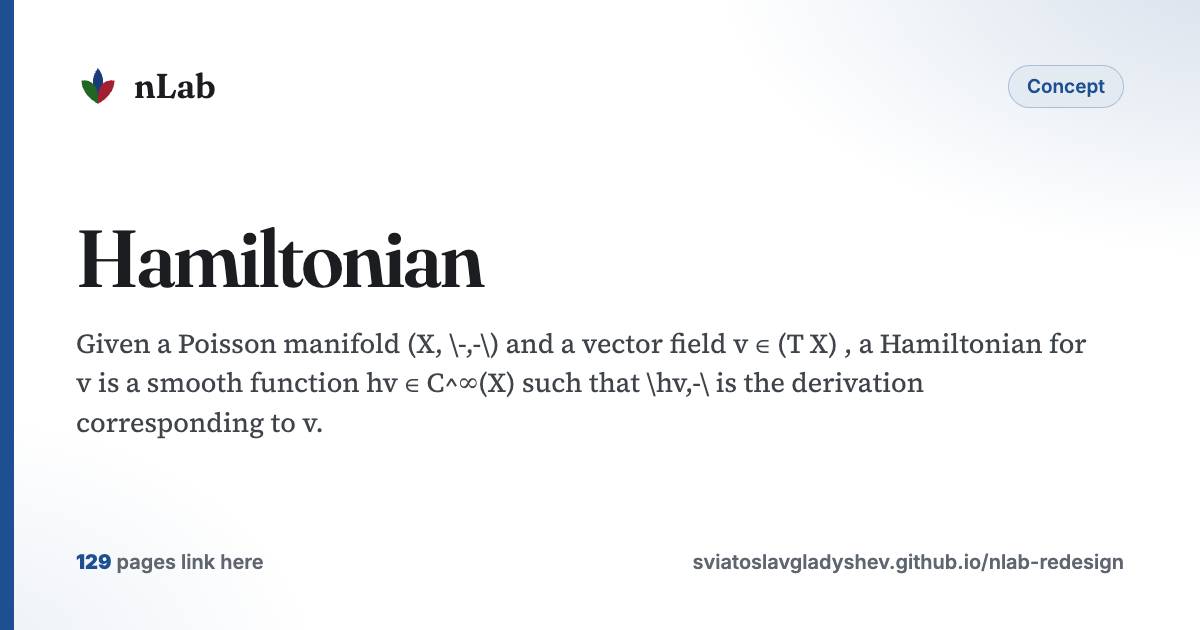 nLab
Concept
Hamiltonian
Given a Poisson manifold (X, \-,-\) and a vector field v ∈ (T X) , a Hamiltonian for
v is a smooth function hv ∈ C^∞(X) such that \hv,-\ is the derivation
corresponding to v.
129 pages link here
sviatoslavgladyshev.github.io/nlab-redesign